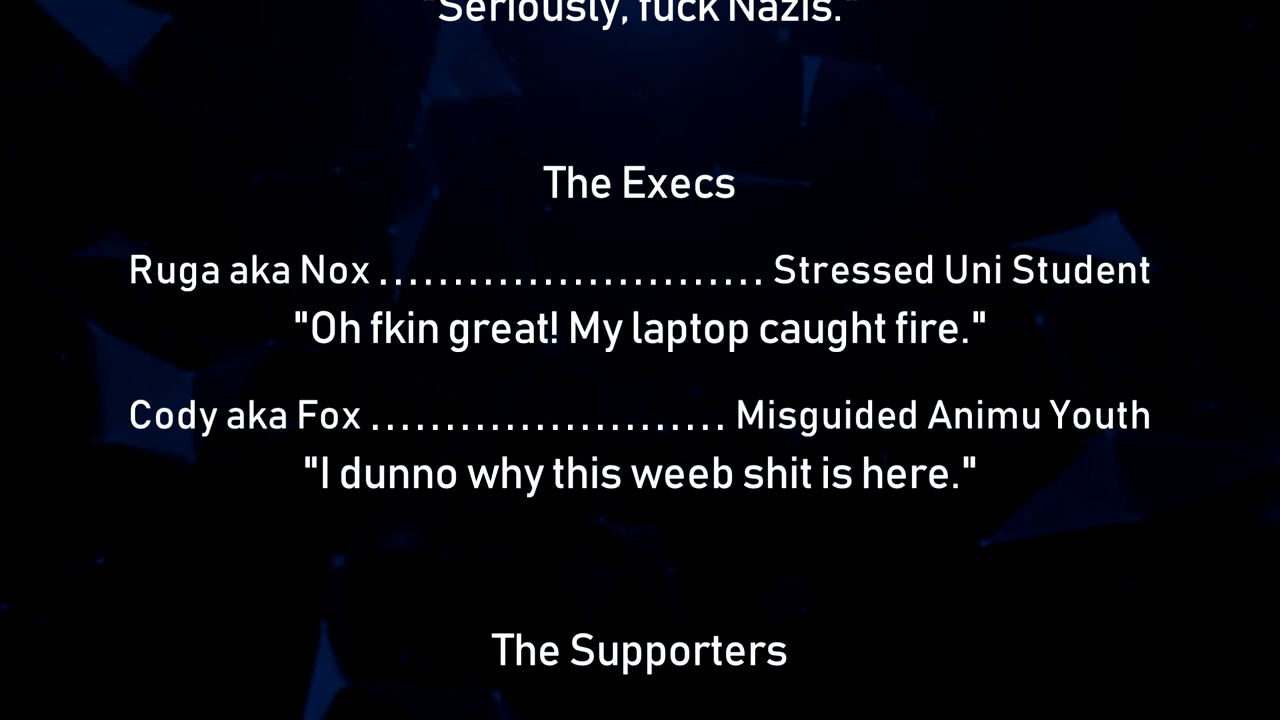 "Seriously, fuck Nazis."
The Execs
Ruga aka Nox .......................... Stressed Uni Student
"Oh fkin great! My laptop caught fire."
Cody aka Fox ........................ Misguided Animu Youth
"I dunno why this weeb shit is here."
The Supporters